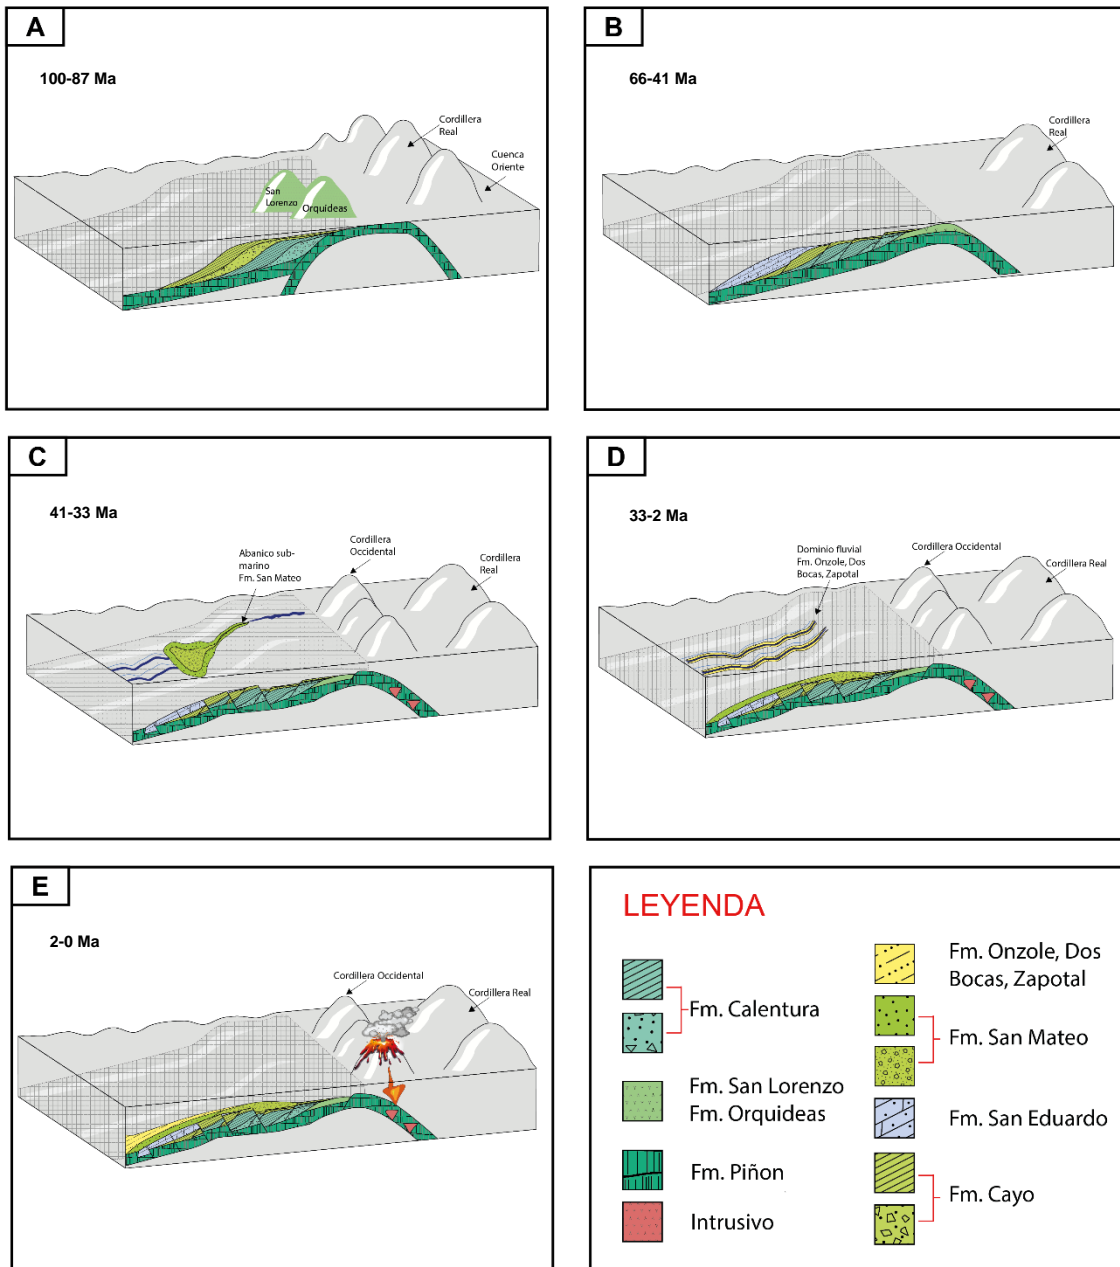 A
100-87 Ma
Cordillera
Real
Cuenca
Oriente
San
Lorenzo
Orquídeas
B
66-41 Ma
Cordillera
Real
C
41-33 Ma
Abanico sub-
marino
Fm. San Mateo
Cordillera
Occidental
Cordillera
Real
D
33-2 Ma
Dominio fluvial
Fm. Onzole, Dos
Bocas, Zapotal
Cordillera Occidental
Cordillera Real
E
2-0 Ma
Cordillera Occidental
Cordillera Real
LEYENDA
Fm. Calentura
Fm. San Lorenzo
Fm. Orquideas
Fm. Piñon
Intrusivo
Fm. Onzole, Dos
Bocas, Zapotal
Fm. San Mateo
Fm. San Eduardo
Fm. Cayo